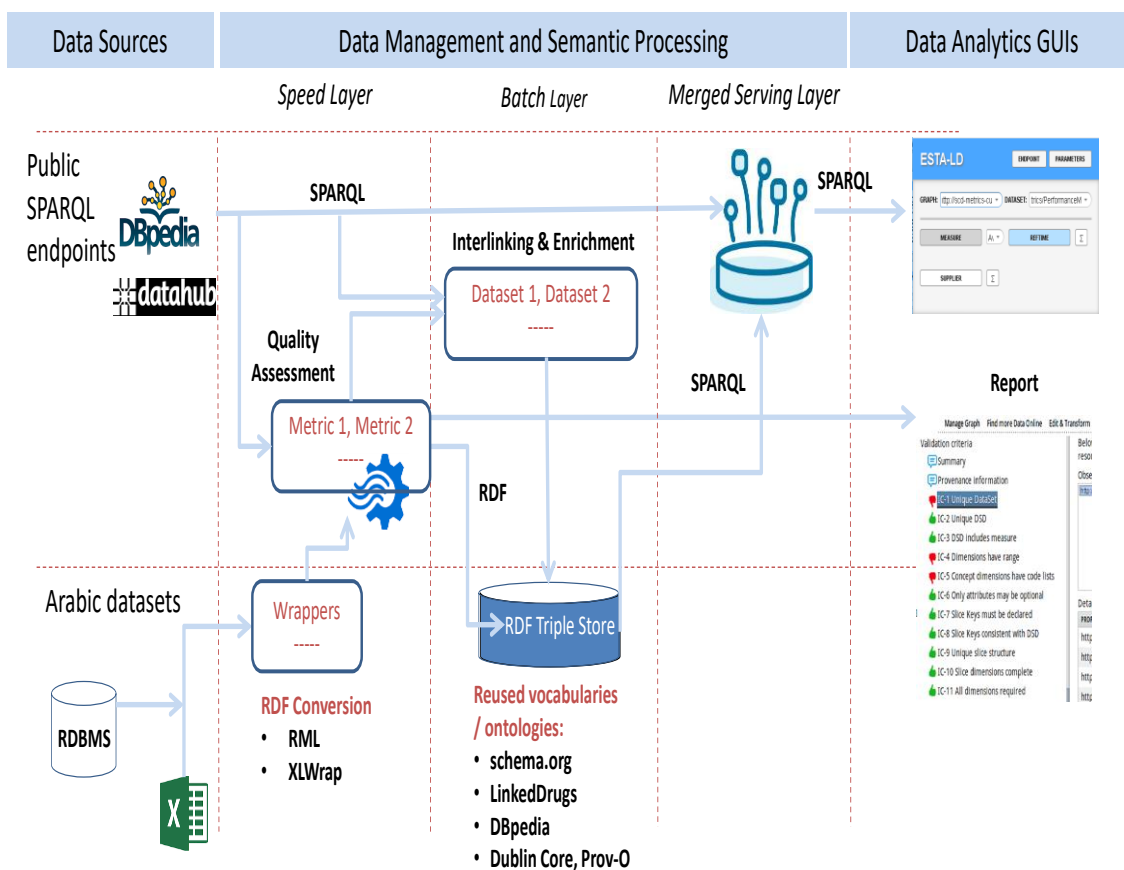 Data Sources
Data Management and Semantic Processing
Data Analytics GUIs
Speed Layer
Batch Layer
Merged Serving Layer
Public
SPARQL
endpoints
DBpedia
datahub
SPARQL
SPARQL
Interlinking & Enrichment
Dataset 1, Dataset 2
-----
Quality
Assessment
Metric 1, Metric 2
-----
RDF
SPARQL
ESTA-LD
ENDPOINT
PARAMETERS
GRAPH:
DATASET:
MEASURE
REFTIME
Σ
SUPPLIER
Σ
Report
Manage Graph
Find more Data Online
Edit & Transform
Validation criteria
Summary
Provenance information
IC-1 Unique DataSet
IC-2 Unique DSD
IC-3 DSD includes measure
IC-4 Dimensions have range
IC-5 Concept dimensions have code lists
IC-6 Only attributes may be optional
IC-7 Slice Keys must be declared
IC-8 Slice Keys consistent with DSD
IC-9 Unique slice structure
IC-10 Slice dimensions complete
IC-11 All dimensions required
Arabic datasets
RDBMS
X
Wrappers
-----
RDF Conversion
• RML
• XLWrap
RDF Triple Store
Reused vocabularies
/ ontologies:
• schema.org
• LinkedDrugs
• DBpedia
• Dublin Core, Prov-O